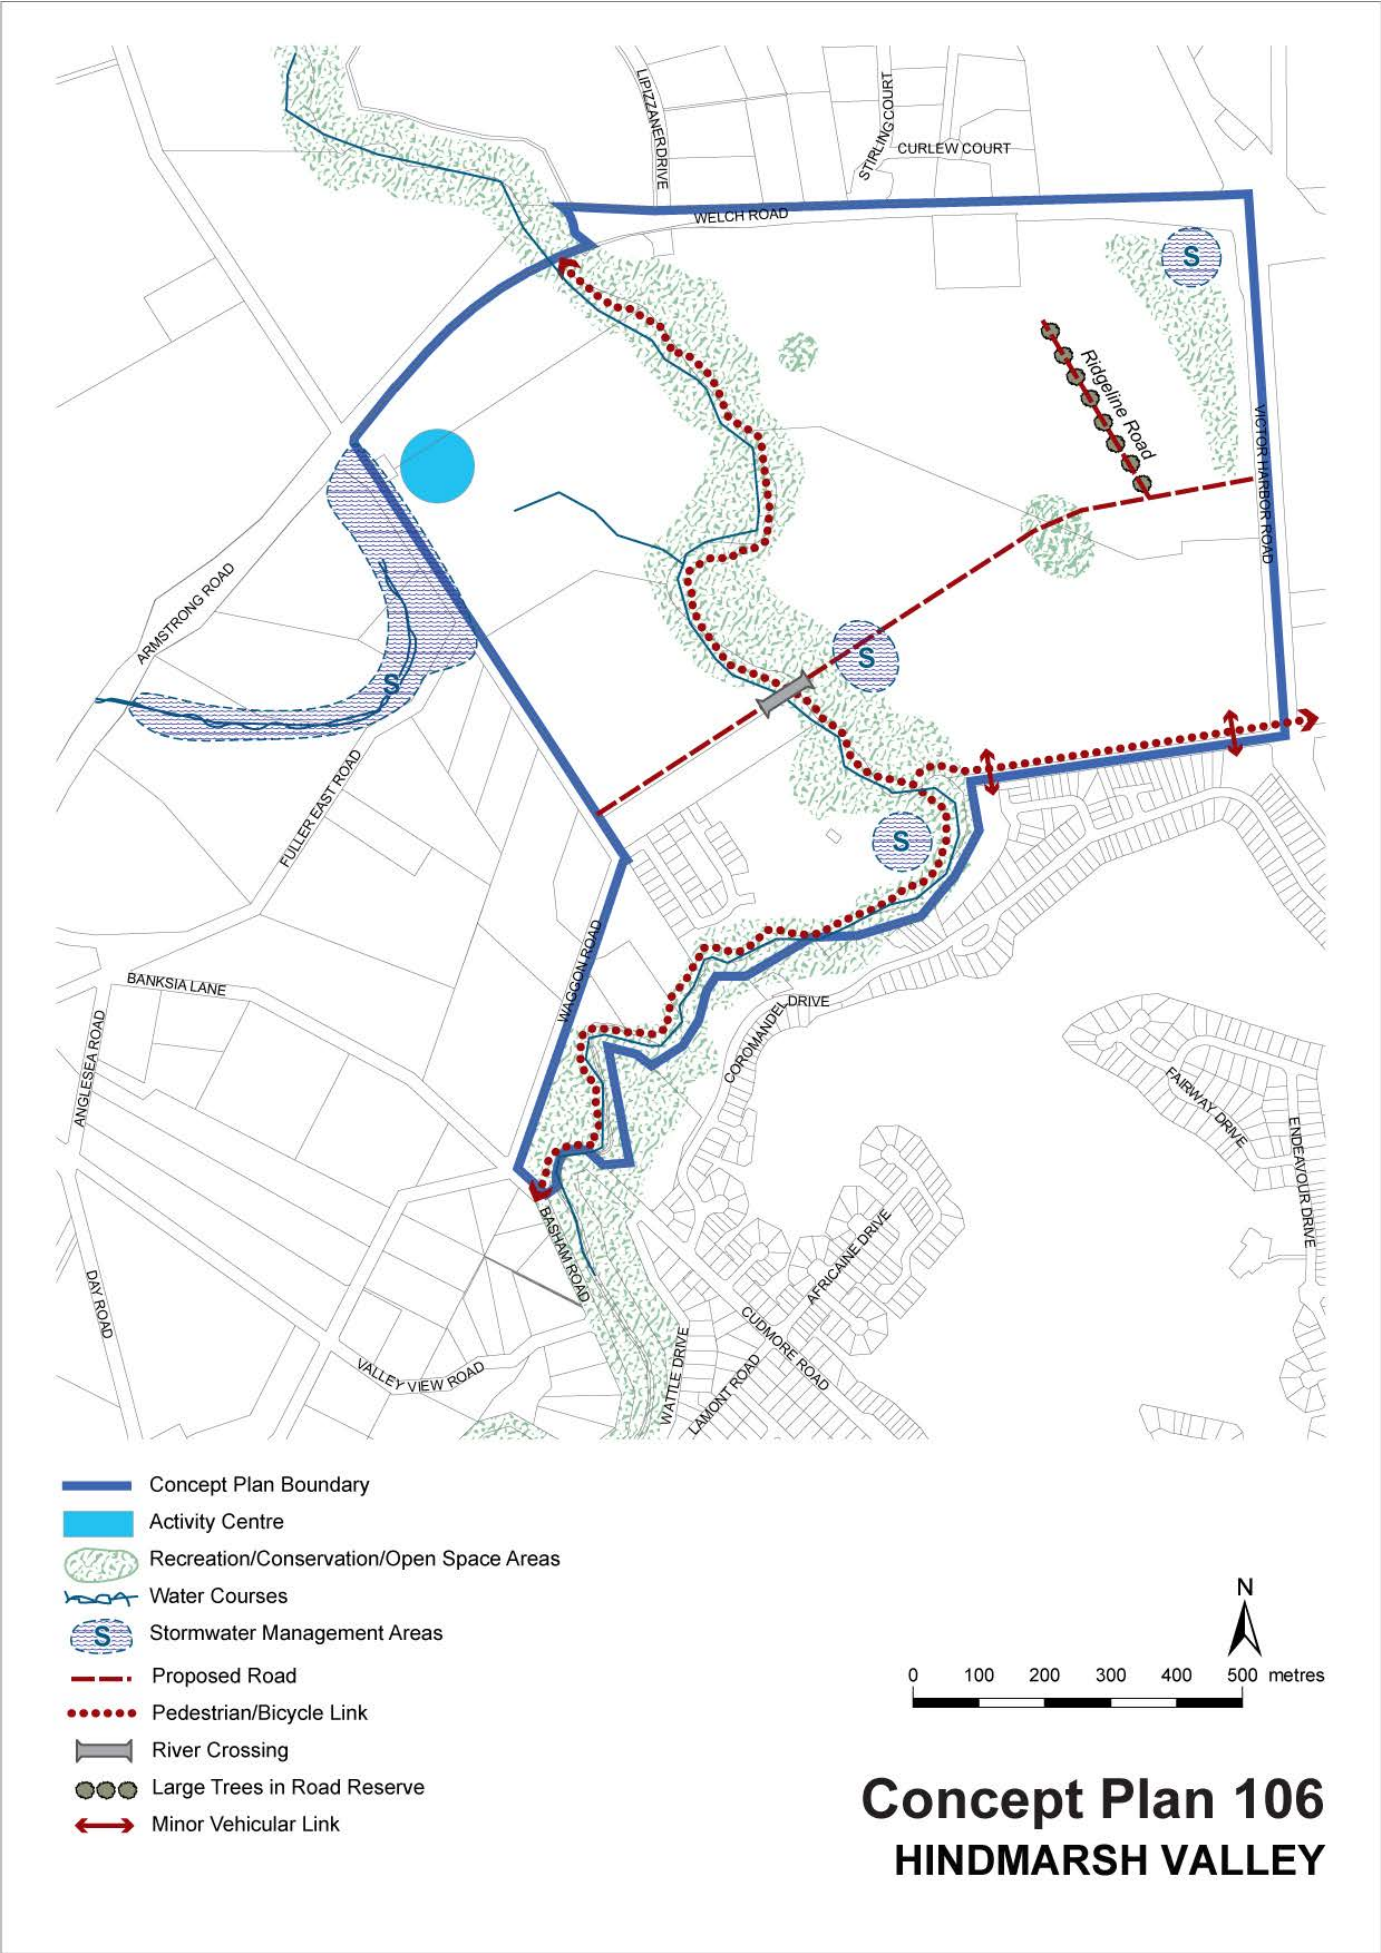 LIPIZZANER DRIVE
STIRLING COURT
CURLEW COURT
WELCH ROAD
S
Ridgeline Road
VICTOR HARBOR ROAD
ARMSTRONG ROAD
S
S
FULLER EAST ROAD
S
WAGGON ROAD
BANKSIA LANE
ANGLESEA ROAD
COROMANDEL DRIVE
FAIRWAY DRIVE
ENDEAVOUR DRIVE
BASHAM ROAD
AFRICAINE DRIVE
DAY ROAD
CUDMORE ROAD
VALLEY VIEW ROAD
WATTLE DRIVE
LAMONT ROAD
Concept Plan Boundary
Activity Centre
Recreation/Conservation/Open Space Areas
Water Courses
S
Stormwater Management Areas
Proposed Road
Pedestrian/Bicycle Link
River Crossing
Large Trees in Road Reserve
Minor Vehicular Link
N
0 100 200 300 400 500 metres
Concept Plan 106
HINDMARSH VALLEY